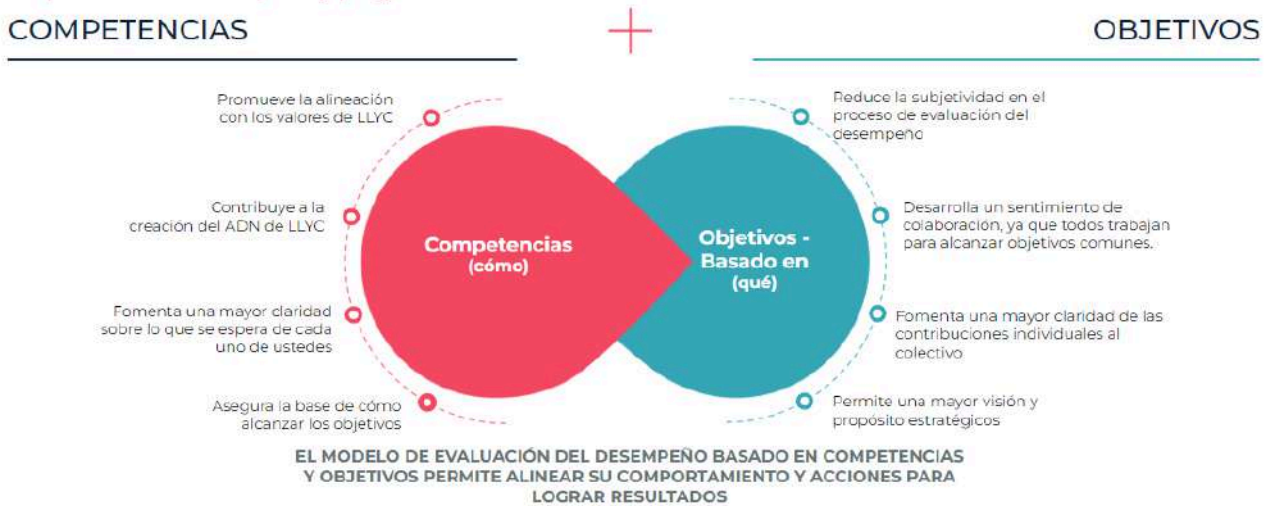 COMPETENCIAS
OBJETIVOS
Promueve la alineación
con los valores de LLYC
Contribuye a la
creación del ADN de LLYC
Fomenta una mayor claridad
sobre lo que se espera de cada
uno de ustedes
Asegura la base de cómo
alcanzar los objetivos
Competencias
(cómo)
Objetivos -
Basado en
(qué)
Reduce la subjetividad en el
proceso de evaluación del
desempeño
Desarrolla un sentimiento de
colaboración, ya que todos trabajan
para alcanzar objetivos comunes.
Fomenta una mayor claridad de las
contribuciones individuales al
colectivo
Permite una mayor visión y
propósito estratégicos
EL MODELO DE EVALUACIÓN DEL DESEMPEÑO BASADO EN COMPETENCIAS
Y OBJETIVOS PERMITE ALINEAR SU COMPORTAMIENTO Y ACCIONES PARA
LOGRAR RESULTADOS